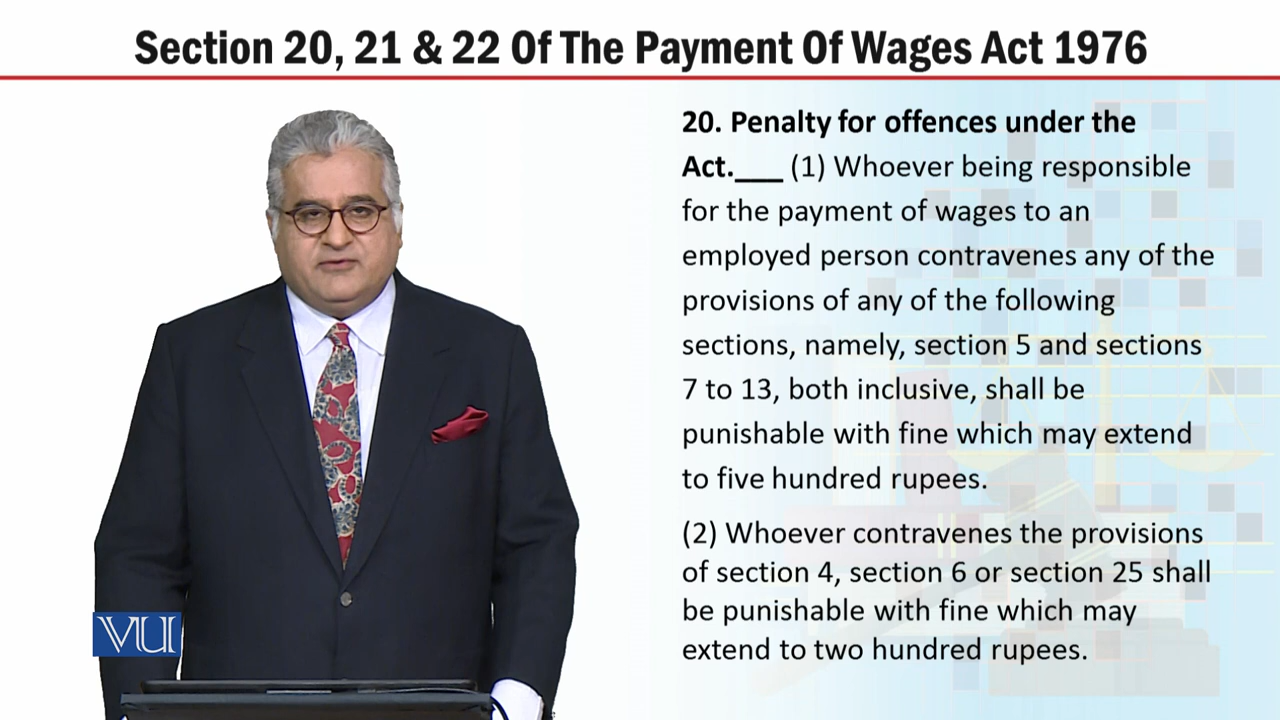 Section 20, 21 & 22 Of The Payment Of Wages Act 1976
20. Penalty for offences under the
Act.___ (1) Whoever being responsible
for the payment of wages to an
employed person contravenes any of the
provisions of any of the following
sections, namely, section 5 and sections
7 to 13, both inclusive, shall be
punishable with fine which may extend
to five hundred rupees.
(2) Whoever contravenes the provisions
of section 4, section 6 or section 25 shall
be punishable with fine which may
extend to two hundred rupees.
VU